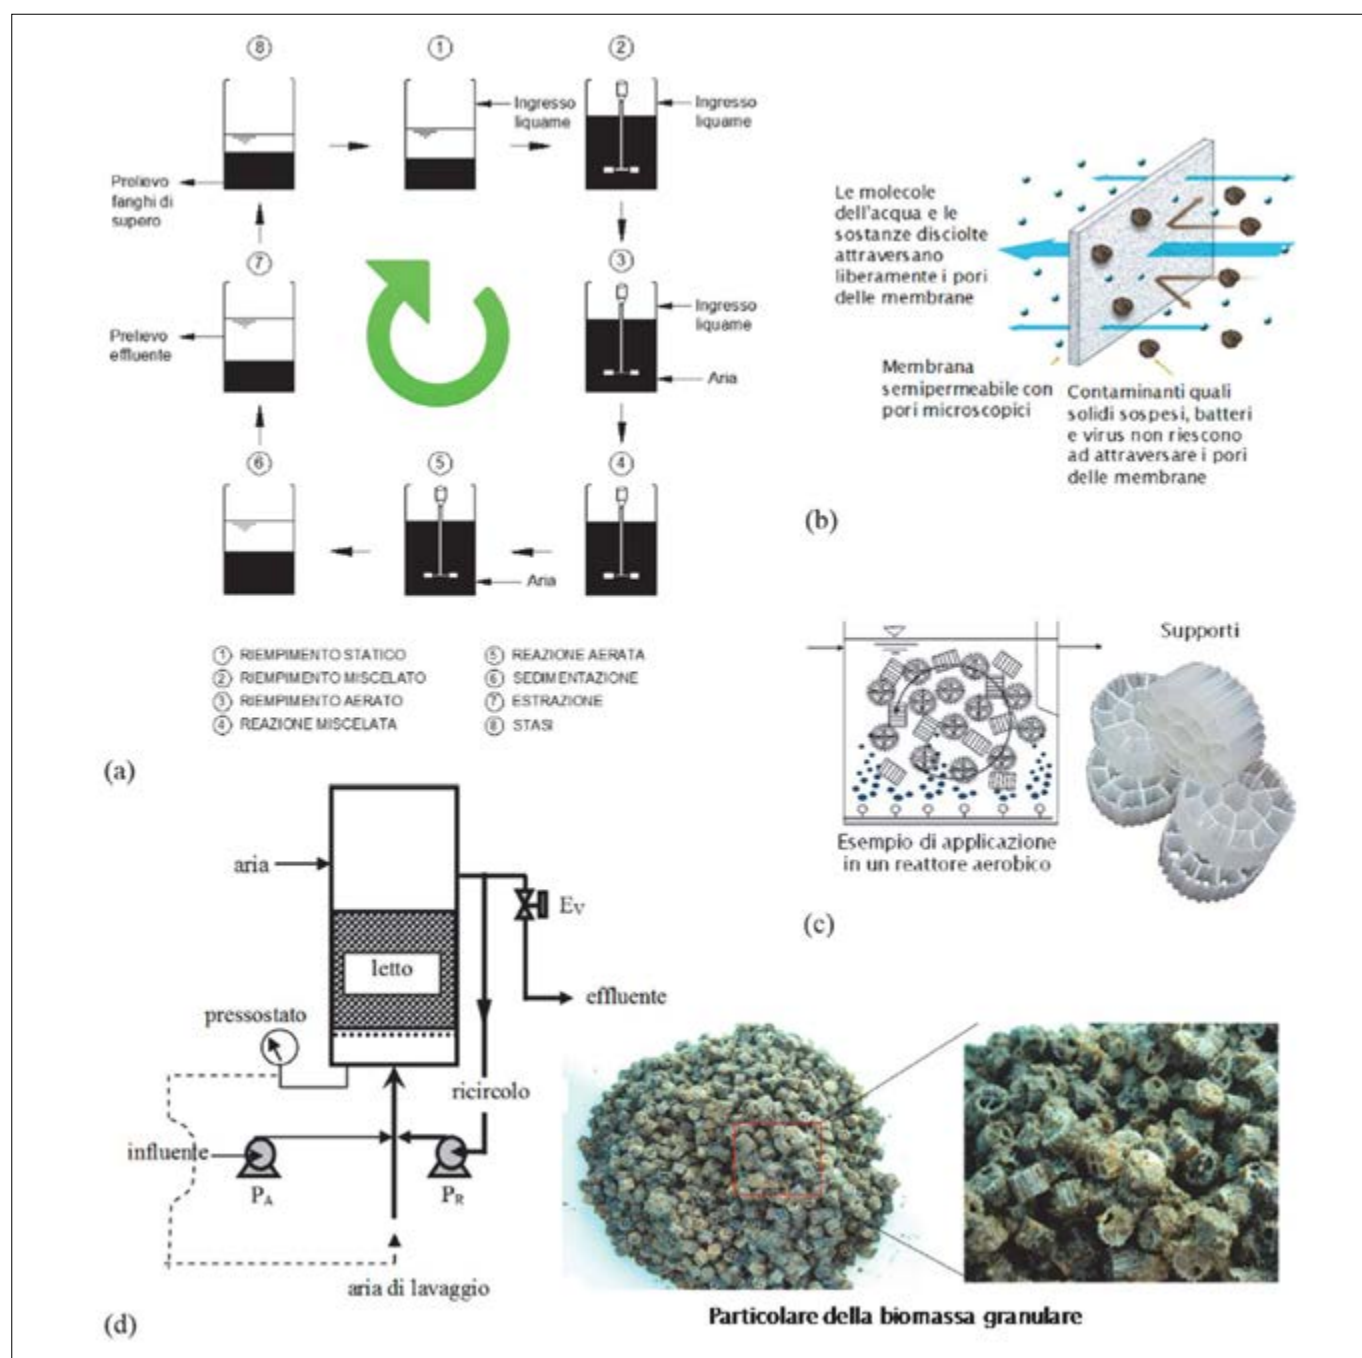 8
1
2
Ingresso
liquame
Ingresso
liquame
Prelievo
fanghi di
supero
7
3
Ingresso
liquame
Prelievo
effluente
Aria
6
5
4
Aria
1 RIEMPIMENTO STATICO
2 RIEMPIMENTO MISCELATO
3 RIEMPIMENTO AERATO
4 REAZIONE MISCELATA
5 REAZIONE AERATA
6 SEDIMENTAZIONE
7 ESTRAZIONE
8 STASI
(a)
Le molecole
dell'acqua e le
sostanze disciolte
attraversano
liberamente i pori
delle membrane
Membrana
semipermeabile con
pori microscopici
Contaminanti quali
solidi sospesi, batteri
e virus non riescono
ad attraversare i pori
delle membrane
(b)
Supporti
Esempio di applicazione
in un reattore aerobico
(c)
aria
EV
letto
effluente
pressostato
ricircolo
influente
PA
PR
aria di lavaggio
Particolare della biomassa granulare
(d)